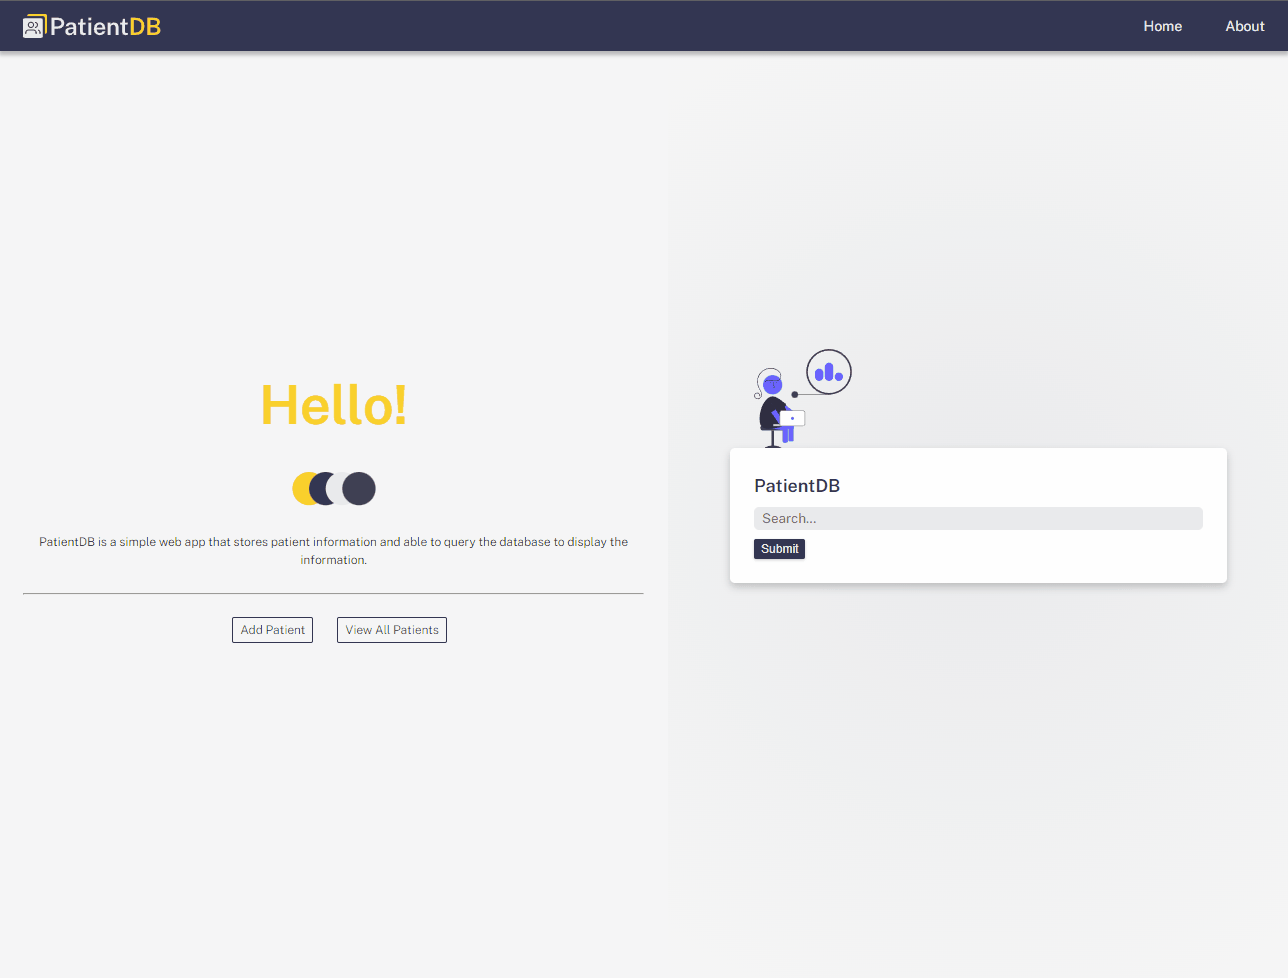 PatientDB
Home
About
Hello!
PatientDB is a simple web app that stores patient information and able to query the database to display the
information.
Add Patient
View All Patients
PatientDB
Search...
Submit